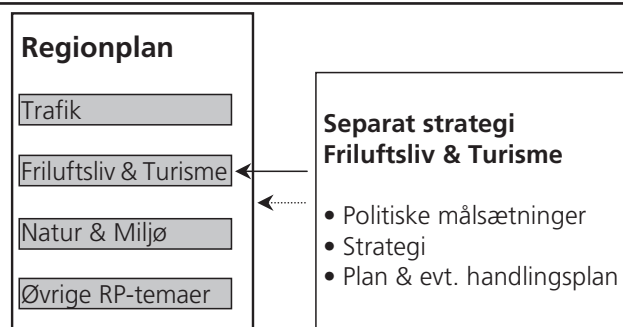 Regionplan
Trafik
Friluftsliv & Turisme
Natur & Miljø
Øvrige RP-temaer
Separat strategi
Friluftsliv & Turisme
• Politiske målsætninger
• Strategi
• Plan & evt. handlingsplan